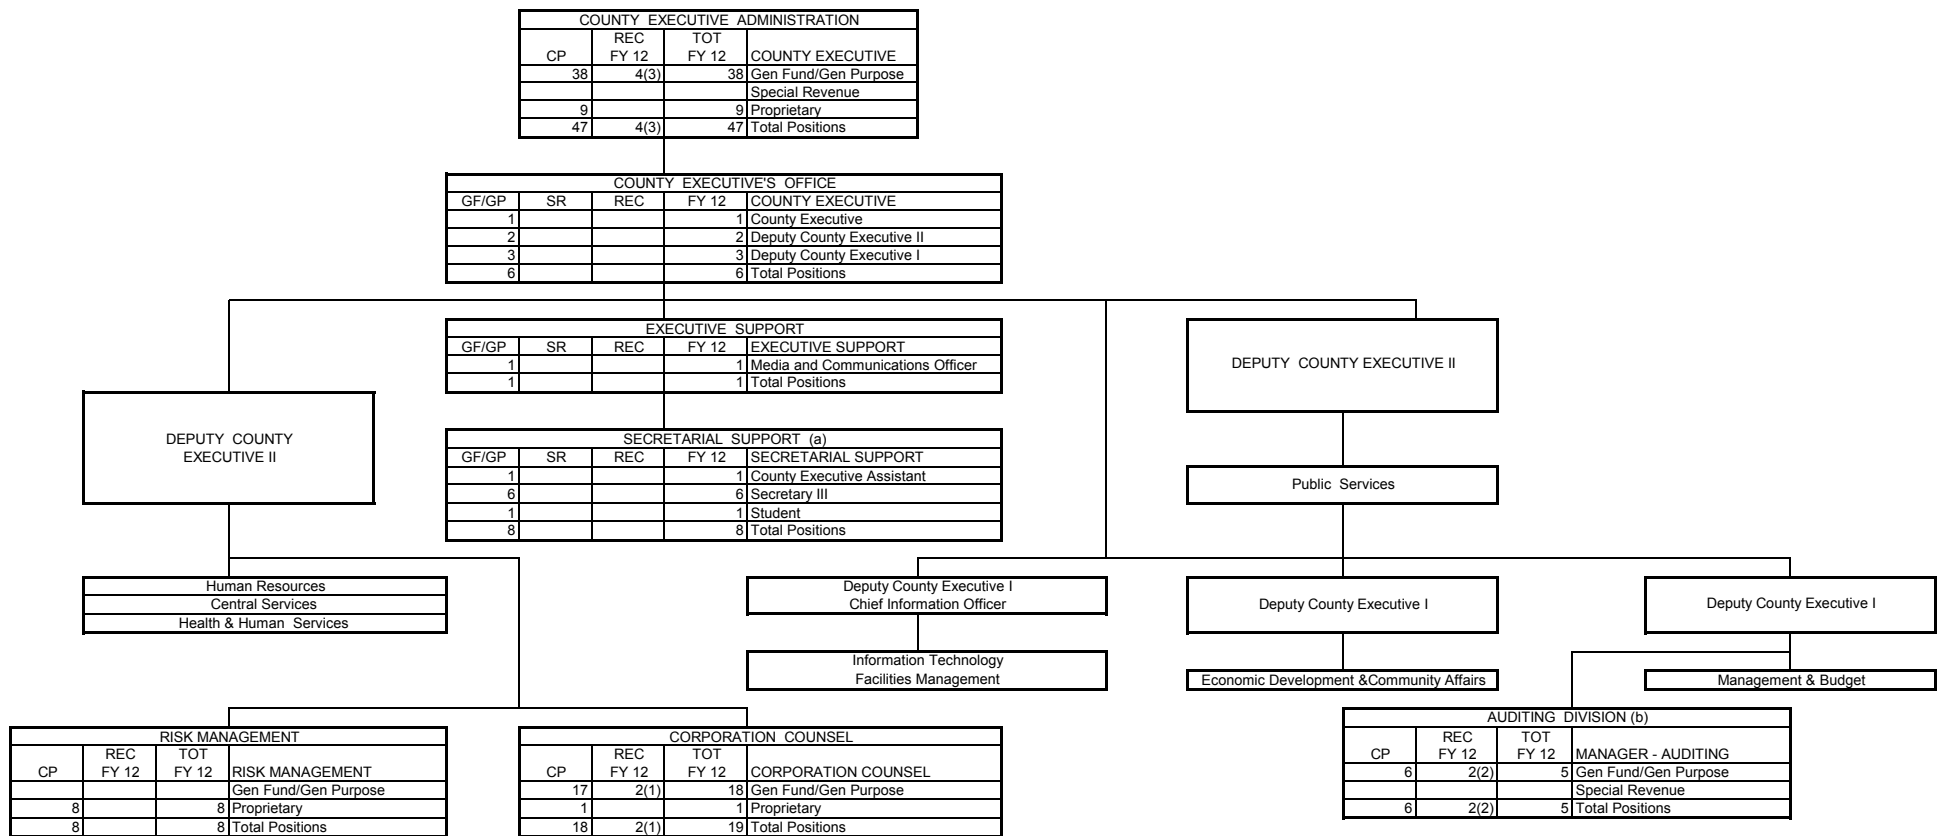 COUNTY EXECUTIVE ADMINISTRATION
REC TOT
CP FY 12 FY 12 COUNTY EXECUTIVE
38 4(3) 38 Gen Fund/Gen Purpose
Special Revenue
9 9 Proprietary
47 4(3) 47 Total Positions
COUNTY EXECUTIVE'S OFFICE
GF/GP SR REC FY 12 COUNTY EXECUTIVE
1 1 County Executive
2 2 Deputy County Executive II
3 3 Deputy County Executive I
6 6 Total Positions
EXECUTIVE SUPPORT
GF/GP SR REC FY 12 EXECUTIVE SUPPORT
1 1 Media and Communications Officer
1 1 Total Positions
DEPUTY COUNTY EXECUTIVE II
DEPUTY COUNTY
EXECUTIVE II
SECRETARIAL SUPPORT (a)
GF/GP SR REC FY 12 SECRETARIAL SUPPORT
1 1 County Executive Assistant
6 6 Secretary III
1 1 Student
8 8 Total Positions
Public Services
Human Resources
Central Services
Health & Human Services
Deputy County Executive I
Chief Information Officer
Deputy County Executive I
Deputy County Executive I
Information Technology
Facilities Management
Economic Development &Community Affairs
Management & Budget
RISK MANAGEMENT
REC TOT
CP FY 12 FY 12 RISK MANAGEMENT
Gen Fund/Gen Purpose
8 8 Proprietary
8 8 Total Positions
CORPORATION COUNSEL
REC TOT
CP FY 12 FY 12 CORPORATION COUNSEL
17 2(1) 18 Gen Fund/Gen Purpose
1 1 Proprietary
18 2(1) 19 Total Positions
AUDITING DIVISION (b)
REC TOT
CP FY 12 FY 12 MANAGER - AUDITING
6 2(2) 5 Gen Fund/Gen Purpose
Special Revenue
6 2(2) 5 Total Positions